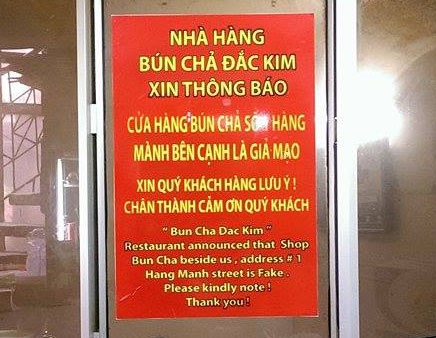 NHÀ HÀNG
BÚN CHẢ ĐẮC KIM
XIN THÔNG BÁO
CỬA HÀNG BÚN CHẢ SỐ 1 HÀNG
MÀNH BÊN CẠNH LÀ GIẢ MẠO
XIN QUÝ KHÁCH HÀNG LƯU Ý !
CHÂN THÀNH CẢM ƠN QUÝ KHÁCH
“ Bun Cha Dac Kim ”
Restaurant announced that Shop
Bun Cha beside us , address # 1
Hang Manh street is Fake .
Please kindly note !
Thank you !